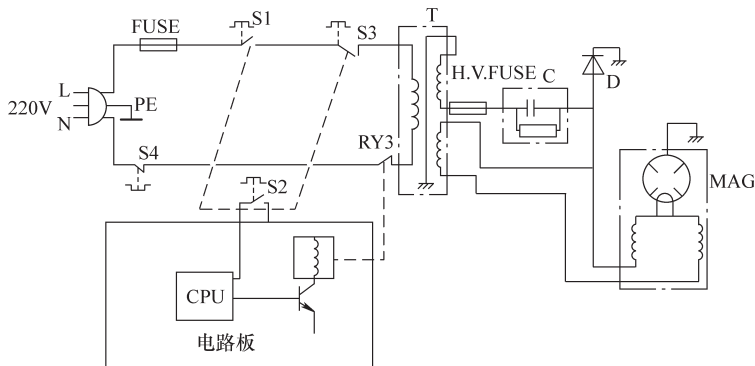 T
S1
S3
FUSE
H.V.FUSE
C
D
L
220V
PE
N
S4
RY3
S2
MAG
CPU
电路板